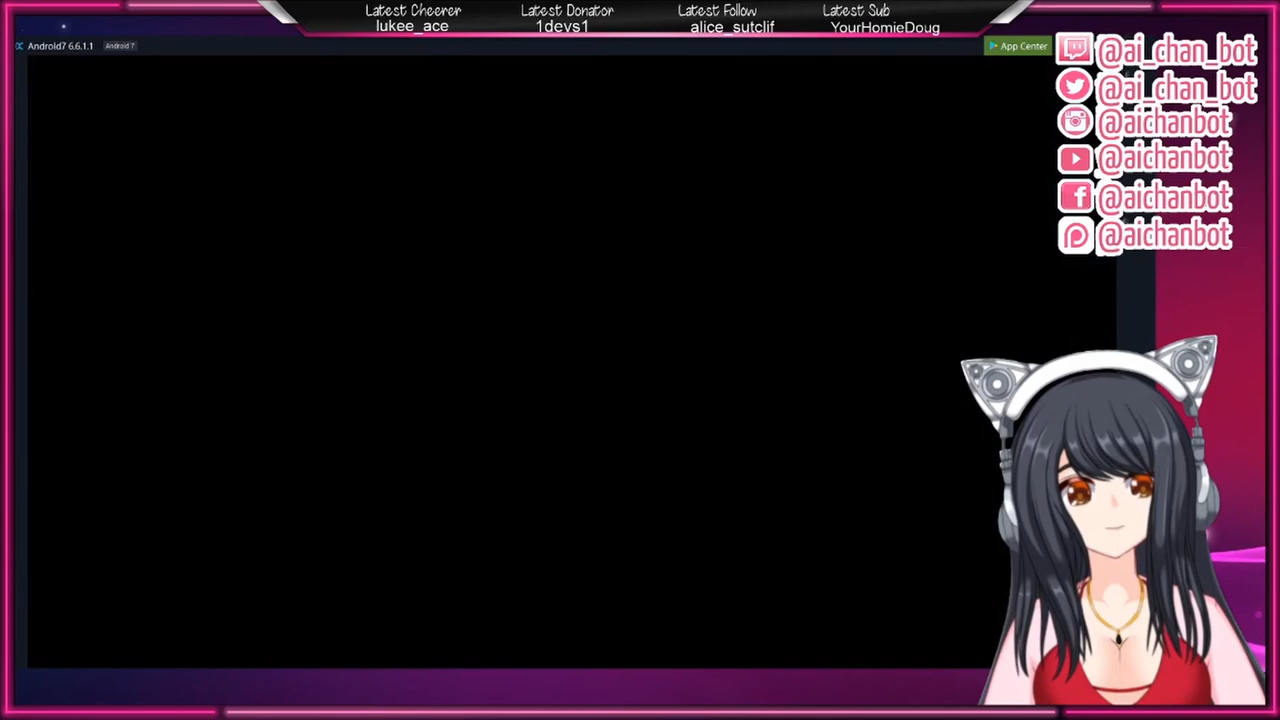 Latest Cheerer
lukee_ace
Latest Donator
1devs1
Latest Follow
alice_sutclif
Latest Sub
YourHomieDoug
Android7 6.6.1.1 Android 7
App Center
@ai_chan_bot
@ai_chan_bot
@aichanbot
@aichanbot
@aichanbot
@aichanbot